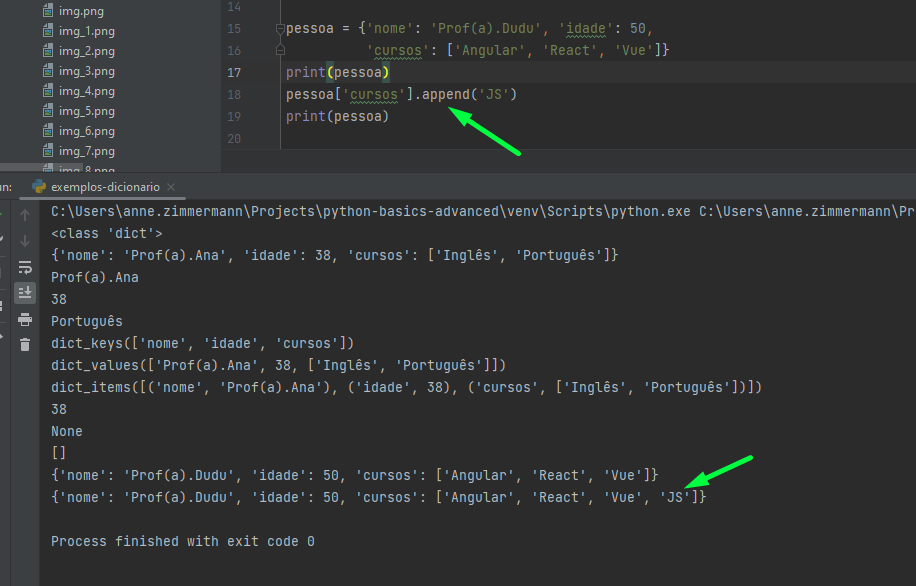 img.png
img_1.png
img_2.png
img_3.png
img_4.png
img_5.png
img_6.png
img_7.png
img_8.png
14
15 pessoa = {'nome': 'Prof(a).Dudu', 'idade': 50,
16 'cursos': ['Angular', 'React', 'Vue']}
17 print(pessoa)
18 pessoa['cursos'].append('JS')
19 print(pessoa)
20
un: exemplos-dicionario
C:\Users\anne.zimmermann\Projects\python-basics-advanced\venv\Scripts\python.exe C:\Users\anne.zimmermann\Pr
<class 'dict'>
{'nome': 'Prof(a).Ana', 'idade': 38, 'cursos': ['Inglês', 'Português']}
Prof(a).Ana
38
Português
dict_keys(['nome', 'idade', 'cursos'])
dict_values(['Prof(a).Ana', 38, ['Inglês', 'Português']])
dict_items([('nome', 'Prof(a).Ana'), ('idade', 38), ('cursos', ['Inglês', 'Português'])])
38
None
[]
{'nome': 'Prof(a).Dudu', 'idade': 50, 'cursos': ['Angular', 'React', 'Vue']}
{'nome': 'Prof(a).Dudu', 'idade': 50, 'cursos': ['Angular', 'React', 'Vue', 'JS']}
Process finished with exit code 0